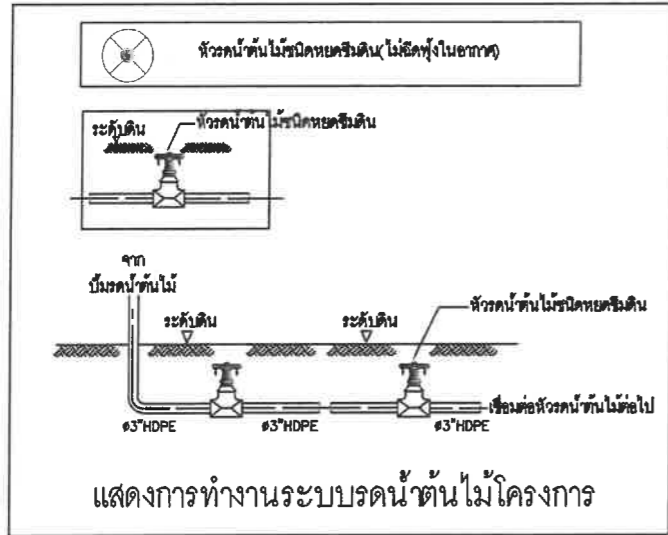 หัวรดน้ำต้นไม้ชนิดหยดซึมดิน(ไม่ฉีดฟุ้งในอากาศ)
ระดับดิน
หัวรดน้ำต้นไม้ชนิดหยดซึมดิน
จาก
ปั๊มรดน้ำต้นไม้
ระดับดิน
ระดับดิน
หัวรดน้ำต้นไม้ชนิดหยดซึมดิน
เชื่อมต่อหัวรดน้ำต้นไม้ต่อไป
ø3"HDPE
ø3"HDPE
ø3"HDPE
แสดงการทำงานระบบรดน้ำต้นไม้โครงการ